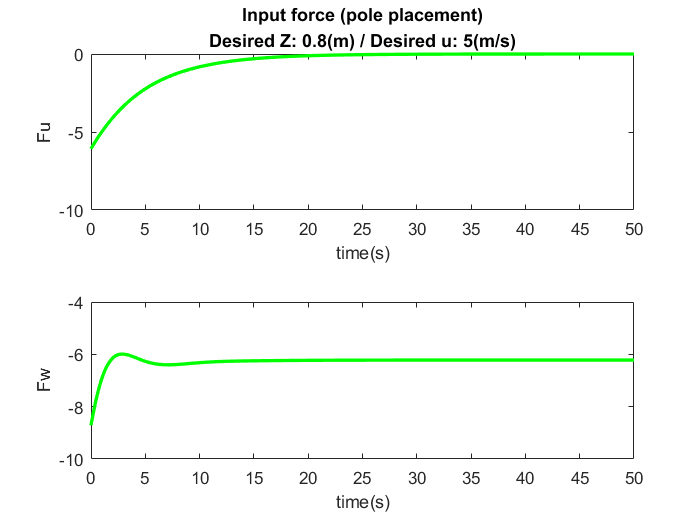 Input force (pole placement)
Desired Z: 0.8(m) / Desired u: 5(m/s)
0
-5
-10
Fu
0 5 10 15 20 25 30 35 40 45 50
time(s)
-4
-6
-8
-10
Fw
0 5 10 15 20 25 30 35 40 45 50
time(s)